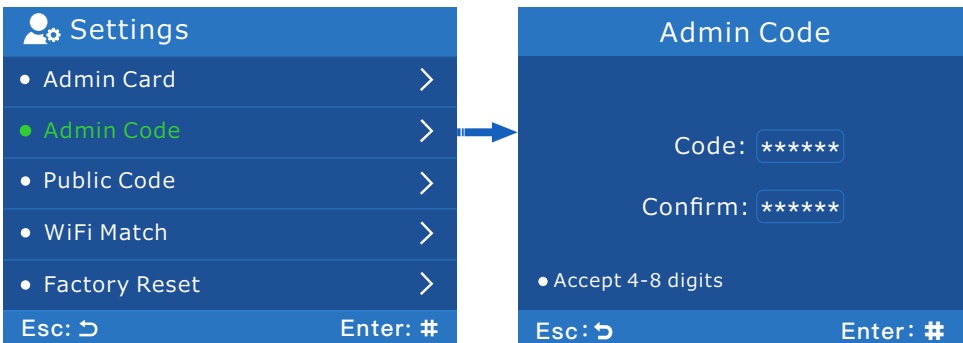 Settings
Admin Card
Admin Code
Public Code
WiFi Match
Factory Reset
Esc:
Enter: #
Admin Code
Code: ******
Confirm: ******
Accept 4-8 digits
Esc:
Enter: #